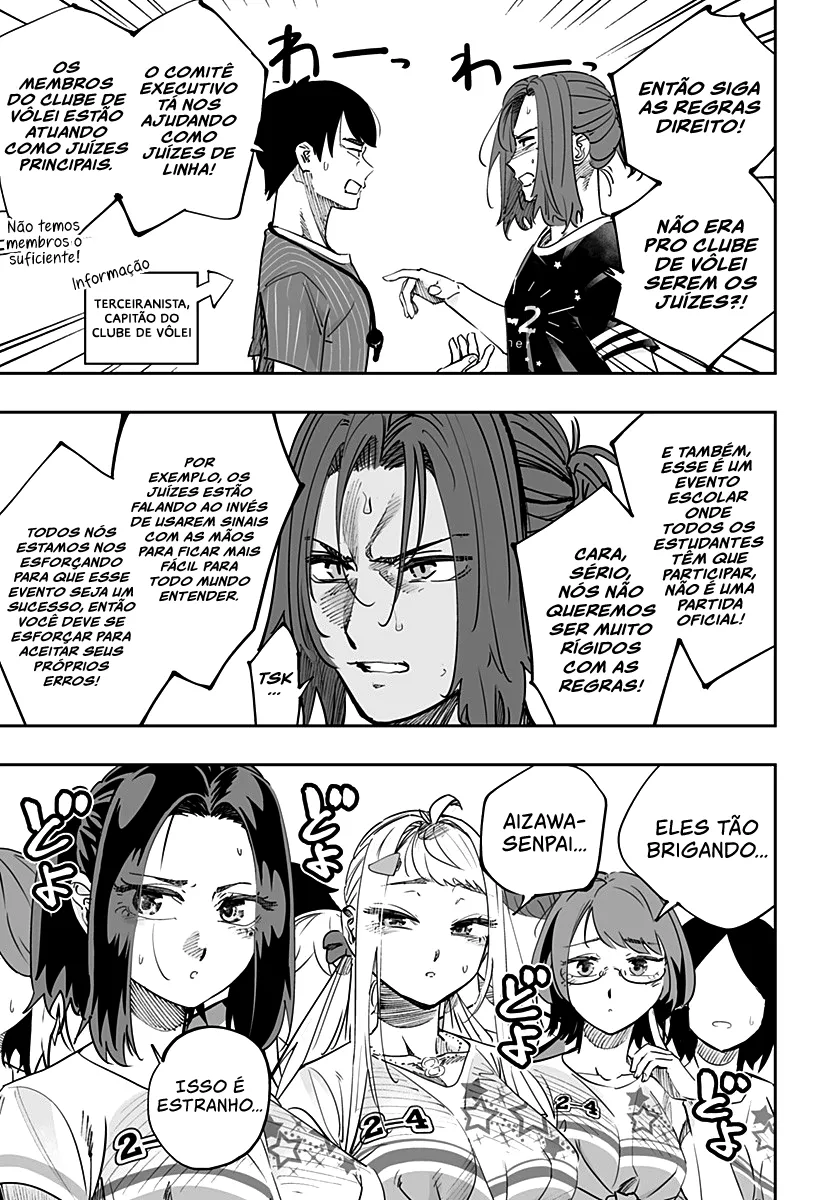 わーっ
わーっ
ENTÃO SIGA
AS REGRAS
DIREITO!
NÃO ERA
PRO CLUBE
DE VÔLEI
SEREM OS
JUÍZES?!
O COMITÊ
EXECUTIVO
TÁ NOS
AJUDANDO
COMO
JUÍZES DE
LINHA!
OS
MEMBROS
DO CLUBE DE
VÔLEI ESTÃO
ATUANDO
COMO JUÍZES
PRINCIPAIS.
Não temos
membros o
suficiente!
Informação
TERCEIRANISTA,
CAPITÃO DO
CLUBE DE VÔLEI
2
E TAMBÉM,
ESSE É UM
EVENTO
ESCOLAR
ONDE
TODOS OS
ESTUDANTES
TÊM QUE
PARTICIPAR,
NÃO É UMA
PARTIDA
OFICIAL!
CARA,
SÉRIO,
NÓS NÃO
QUEREMOS
SER MUITO
RÍGIDOS
COM AS
REGRAS!
POR
EXEMPLO, OS
JUÍZES ESTÃO
FALANDO AO INVÉS
DE USAREM SINAIS
COM AS MÃOS
PARA FICAR MAIS
FÁCIL PARA
TODO MUNDO
ENTENDER.
TODOS NÓS
ESTAMOS NOS
ESFORÇANDO
PARA QUE ESSE
EVENTO SEJA UM
SUCESSO, ENTÃO
VOCÊ DEVE SE
ESFORÇAR PARA
ACEITAR SEUS
PRÓPRIOS
ERROS!
TSK
...
ELES TÃO
BRIGANDO...
AIZAWA-
SENPAI...
ISSO É
ESTRANHO...
どよ
どよ
どよ
どよ
2-4
2-4
2-